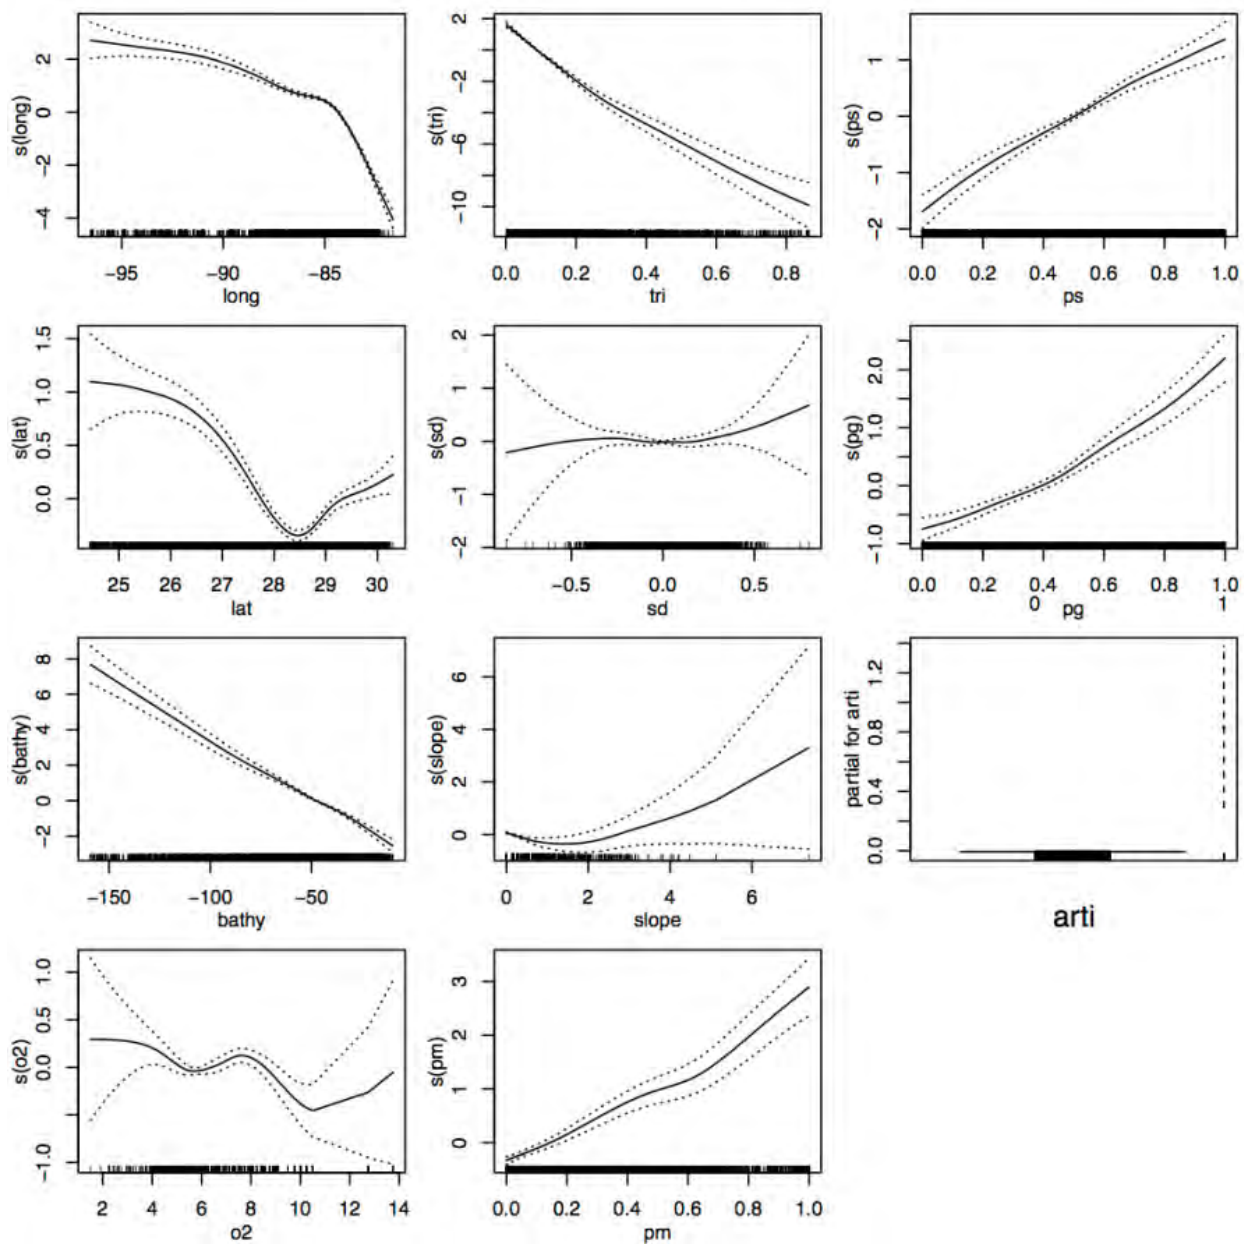 s(long)
2
0
−2
−4
−95 −90 −85
long
s(tri)
2
−2
−6
−10
0.0 0.2 0.4 0.6 0.8
tri
s(ps)
1
0
−1
−2
0.0 0.2 0.4 0.6 0.8 1.0
ps
s(lat)
1.5
1.0
0.5
0.0
25 26 27 28 29 30
lat
s(sd)
2
1
0
−1
−2
−0.5 0.0 0.5
sd
s(pg)
2.0
1.0
0.0
−1.0
0.0 0.2 0.4 0.6 0.8 1.0
pg
s(bathy)
8
6
4
2
0
−2
−150 −100 −50
bathy
s(slope)
6
4
2
0
0 2 4 6
slope
0 1
partial for arti
1.2
0.8
0.4
0.0
arti
s(o2)
1.0
0.5
0.0
−1.0
2 4 6 8 10 12 14
o2
s(pm)
3
2
1
0
0.0 0.2 0.4 0.6 0.8 1.0
pm